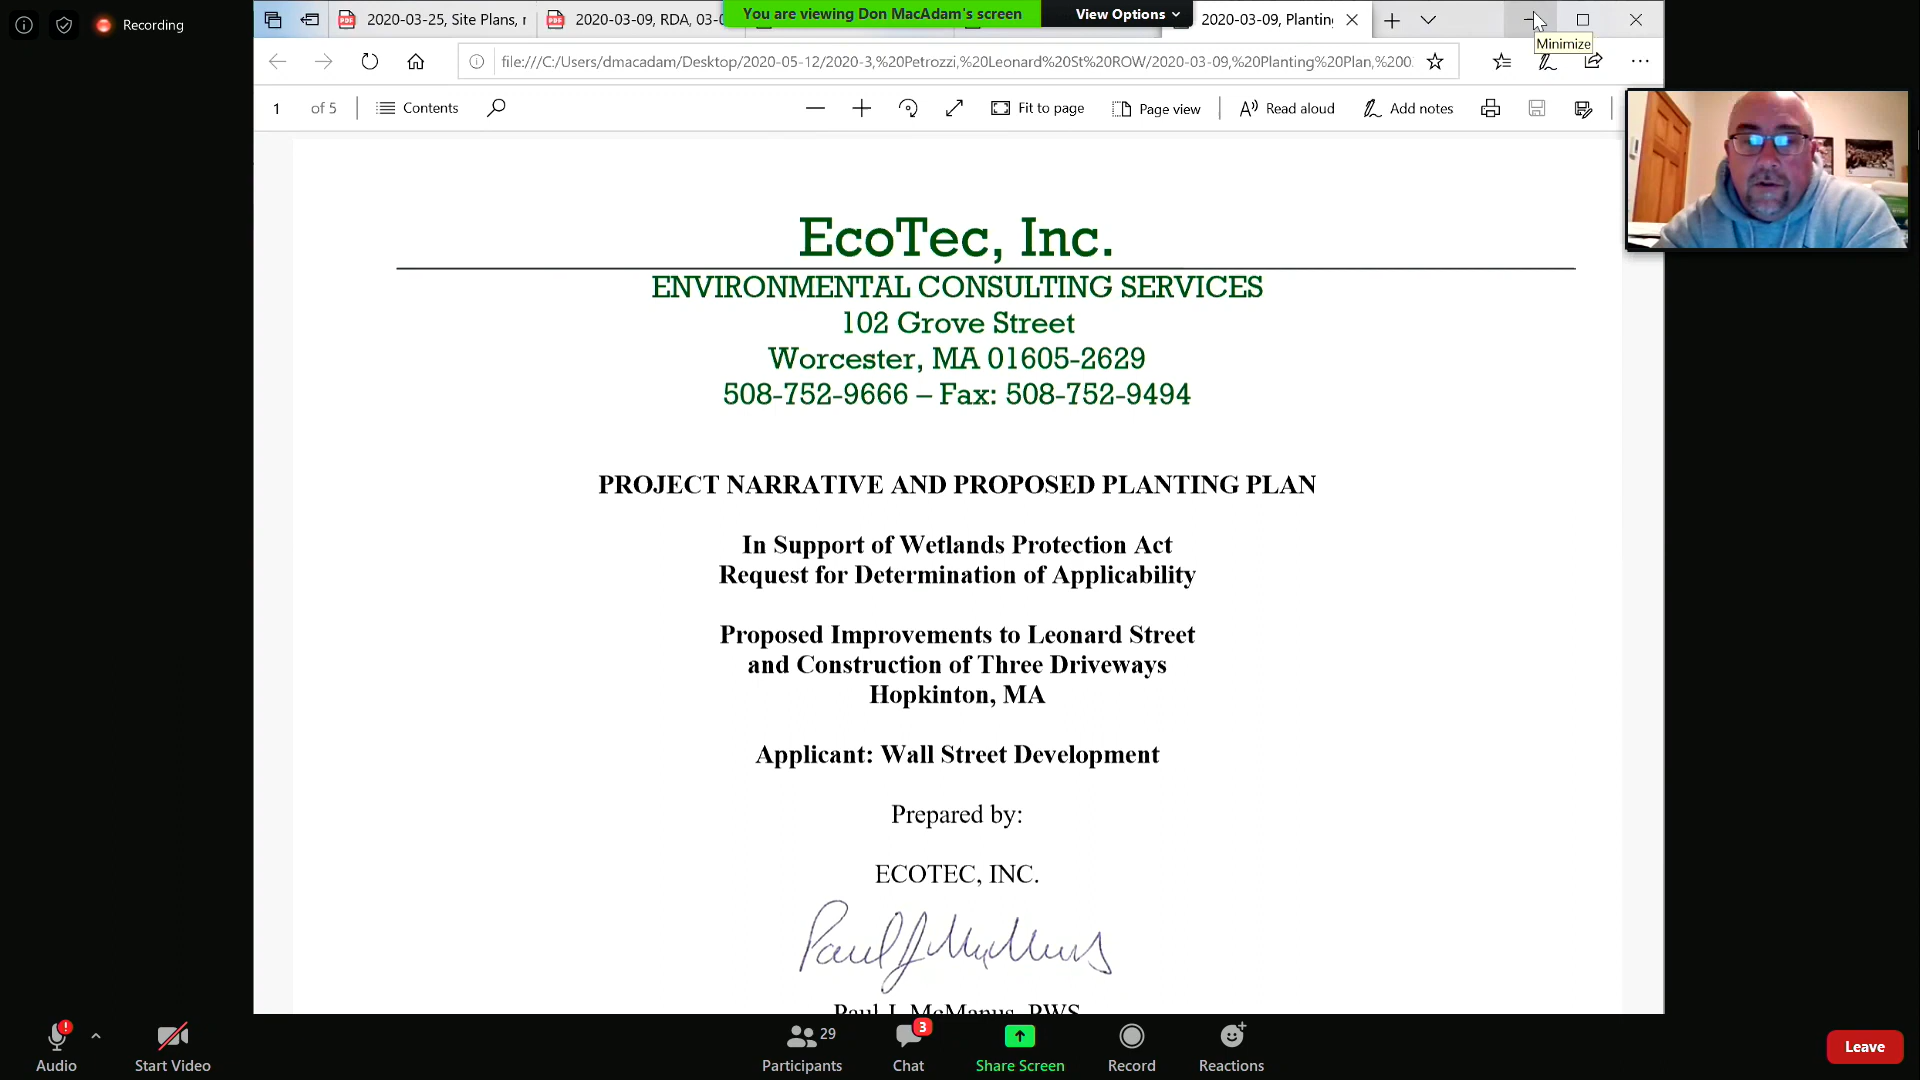 Recording
2020-03-25, Site Plans, r
2020-03-09, RDA, 03-0
You are viewing Don MacAdam's screen
View Options
2020-03-09, Planting
Minimize
file:///C:/Users/dmacadam/Desktop/2020-05-12/2020-3,%20Petrozzi,%20Leonard%20St%20ROW/2020-03-09,%20Planting%20Plan,%200
1 of 5
Contents
Fit to page
Page view
Read aloud
Add notes
EcoTec, Inc.
ENVIRONMENTAL CONSULTING SERVICES
102 Grove Street
Worcester, MA 01605-2629
508-752-9666 – Fax: 508-752-9494
PROJECT NARRATIVE AND PROPOSED PLANTING PLAN
In Support of Wetlands Protection Act
Request for Determination of Applicability
Proposed Improvements to Leonard Street
and Construction of Three Driveways
Hopkinton, MA
Applicant: Wall Street Development
Prepared by:
ECOTEC, INC.
Paul J McManus
Paul J. McManus, PWS
Audio
Start Video
Participants
29
Chat
3
Share Screen
Record
Reactions
Leave